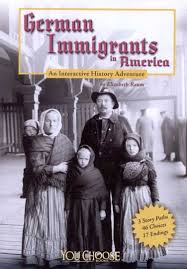 German
Immigrants
in
America
An Interactive History Adventure
by Elizabeth Raum
3 Story Paths
46 Choices
17 Endings
YOU CHOOSE